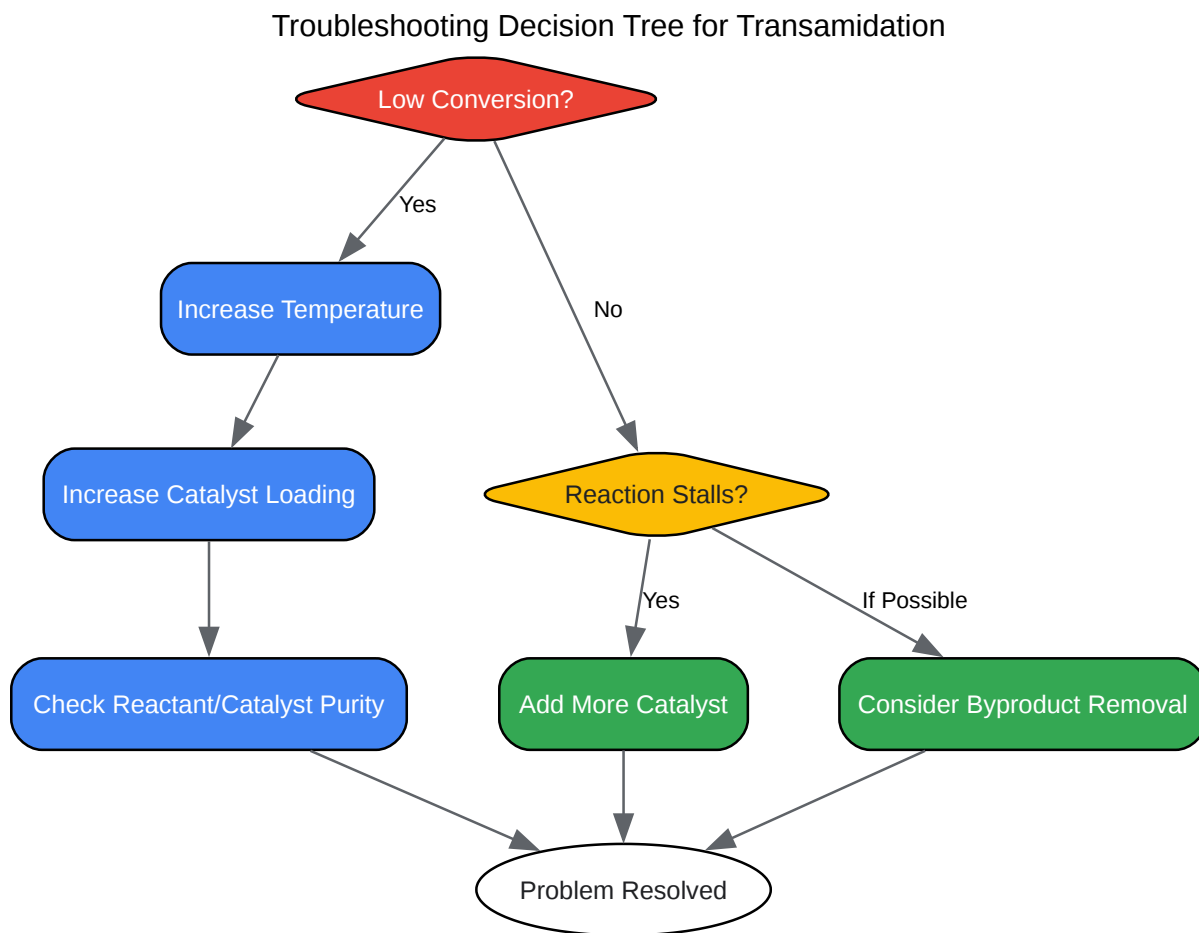 Troubleshooting Decision Tree for Transamidation
Low Conversion?
Yes
Increase Temperature
No
Increase Catalyst Loading
Reaction Stalls?
Yes
If Possible
Check Reactant/Catalyst Purity
Add More Catalyst
Consider Byproduct Removal
Problem Resolved